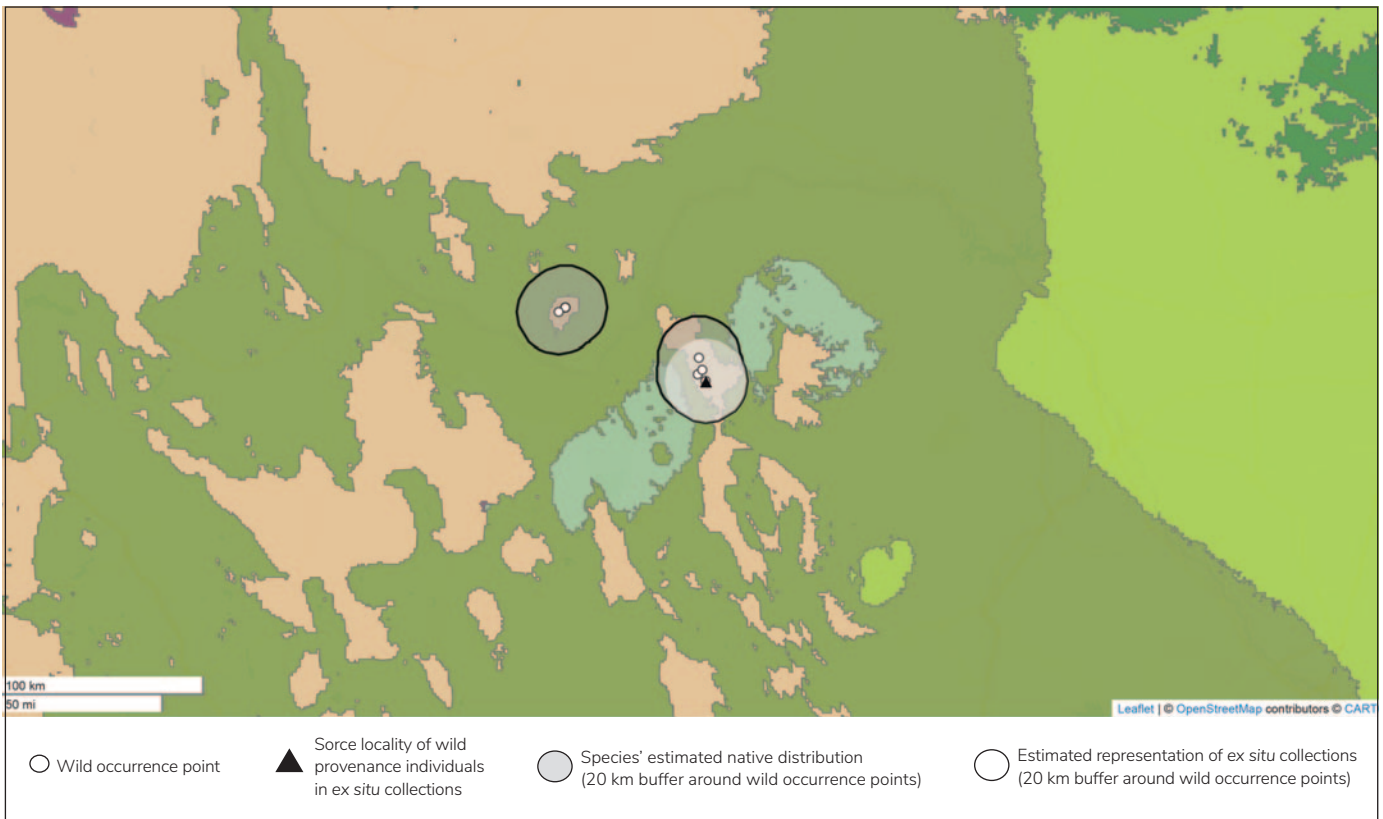 100 km
50 mi
Leaflet | © OpenStreetMap contributors © CART
Wild occurrence point
Sorce locality of wild
provenance individuals
in ex situ collections
Species' estimated native distribution
(20 km buffer around wild occurrence points)
Estimated representation of ex situ collections
(20 km buffer around wild occurrence points)